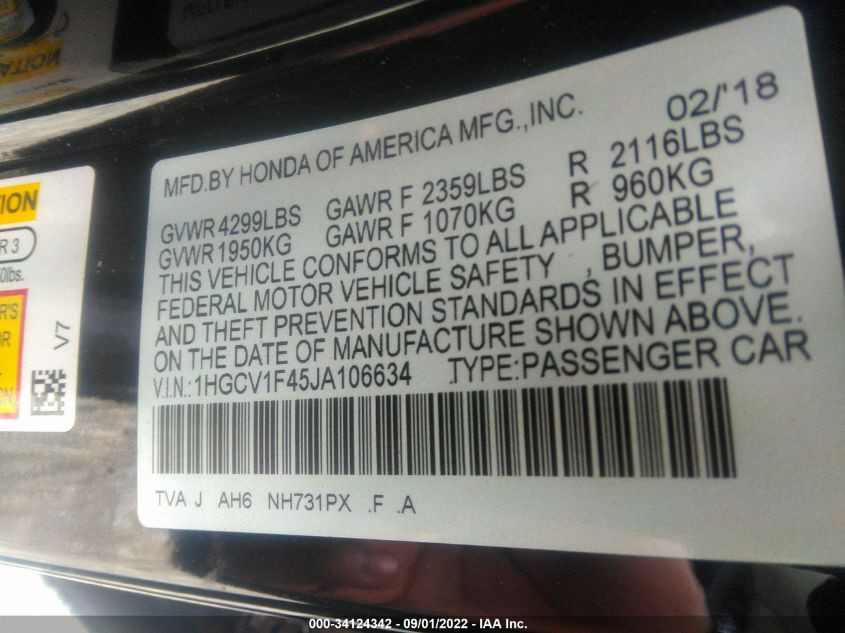 MFD.BY HONDA OF AMERICA MFG.,INC. 02/'18
GVWR 4299LBS GAWR F 2359LBS R 2116LBS
GVWR 1950KG GAWR F 1070KG R 960KG
THIS VEHICLE CONFORMS TO ALL APPLICABLE
FEDERAL MOTOR VEHICLE SAFETY , BUMPER,
AND THEFT PREVENTION STANDARDS IN EFFECT
ON THE DATE OF MANUFACTURE SHOWN ABOVE.
V.I.N.:1HGCV1F45JA106634 .TYPE:PASSENGER CAR
TVA J AH6 NH731PX .F .A
V7
000-34124342 - 09/01/2022 - IAA Inc.